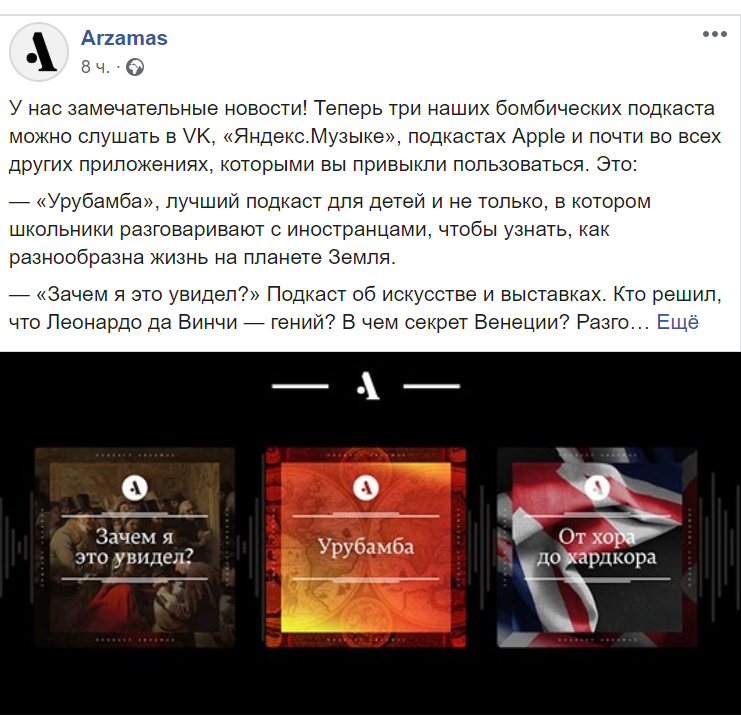 Arzamas
8 ч. ·
У нас замечательные новости! Теперь три наших бомбических подкаста
можно слушать в VK, «Яндекс.Музыке», подкастах Apple и почти во всех
других приложениях, которыми вы привыкли пользоваться. Это:
— «Урубамба», лучший подкаст для детей и не только, в котором
школьники разговаривают с иностранцами, чтобы узнать, как
разнообразна жизнь на планете Земля.
— «Зачем я это увидел?» Подкаст об искусстве и выставках. Кто решил,
что Леонардо да Винчи — гений? В чем секрет Венеции? Разго... Ещё
Зачем я
это увидел?
Урубамба
От хора
до хардкора